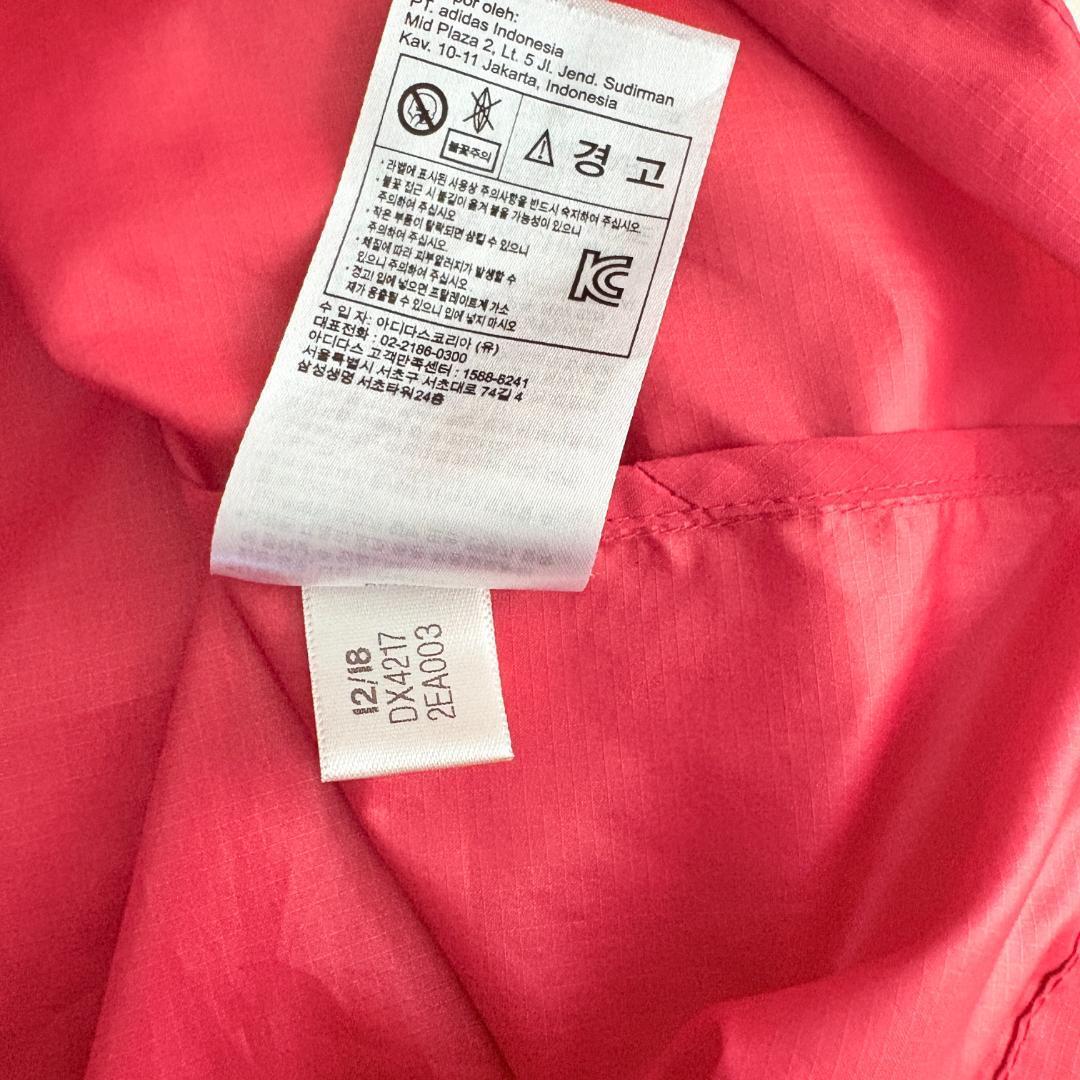 por oleh:
PT. adidas Indonesia
Mid Plaza 2, Lt. 5 Jl. Jend. Sudirman
Kav. 10-11 Jakarta, Indonesia
불꽃주의
경 고
* 라벨에 표시된 사용상 주의사항을 반드시 숙지하여 주십시오
* 불꽃 접근 시 불길이 옮겨 붙을 가능성이 있으니
주의하여 주십시오
* 작은 부품이 탈락되면 삼킬 수 있으니
주의하여 주십시오
* 체질에 따라 피부알러지가 발생할 수
있으니 주의하여 주십시오
* 경고! 입에 넣으면 프탈레이트계 가소
제가 용출될 수 있으니 입에 넣지 마시오
KC
수 입 자: 아디다스코리아 (유)
대표전화 : 02-2186-0300
아디다스 고객만족센터 : 1588-8241
서울특별시 서초구 서초대로 74길 4
삼성생명 서초타워24층
12/18
DX4217
2EA003